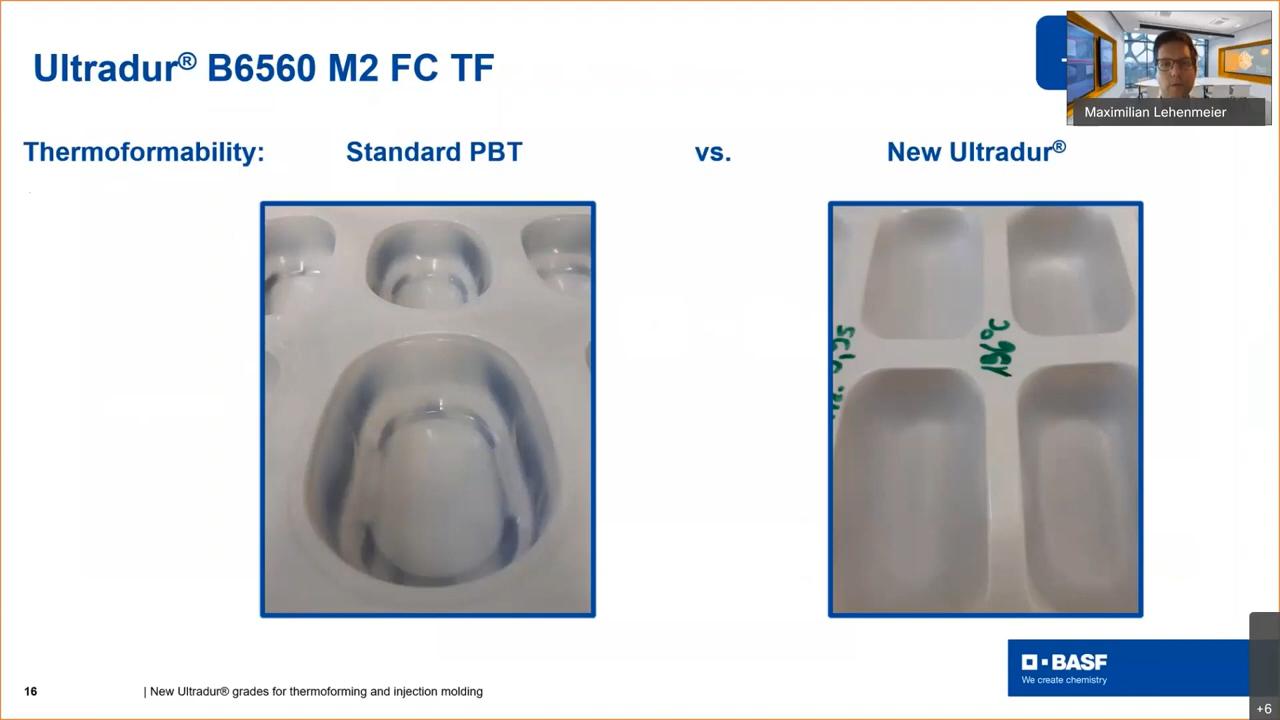 Ultradur® B6560 M2 FC TF
Maximilian Lehenmeier
Thermoformability: Standard PBT vs. New Ultradur®
BASF
We create chemistry
16 | New Ultradur® grades for thermoforming and injection molding
+6